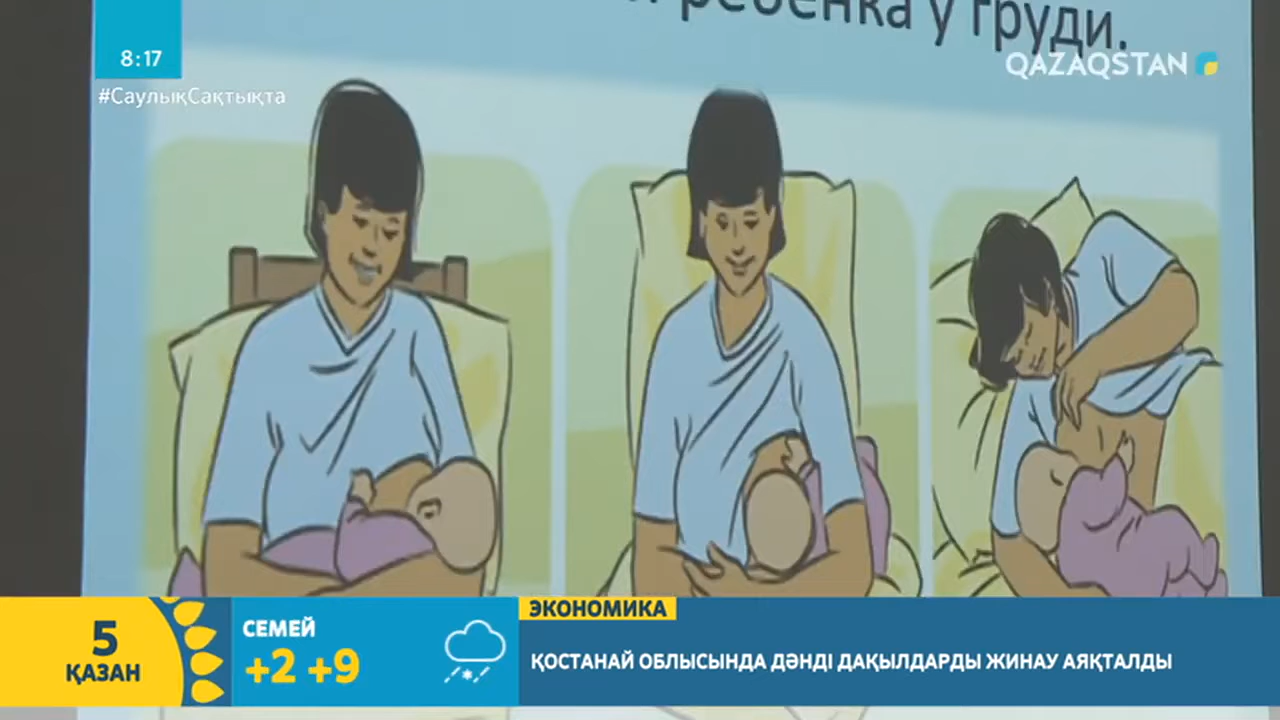 ребенка у груди.
8:17
QAZAQSTAN
#СаулықСақтықта
5
ҚАЗАН
СЕМЕЙ
+2 +9
ЭКОНОМИКА
ҚОСТАНАЙ ОБЛЫСЫНДА ДӘНДІ ДАҚЫЛДАРДЫ ЖИНАУ АЯҚТАЛДЫ